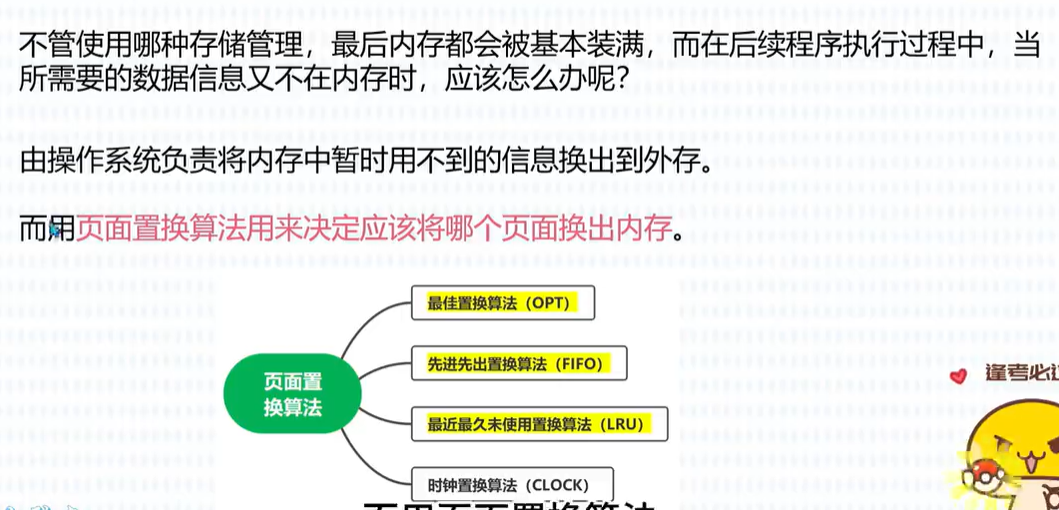 不管使用哪种存储管理，最后内存都会被基本装满，而在后续程序执行过程中，当
所需要的数据信息又不在内存时，应该怎么办呢？
由操作系统负责将内存中暂时用不到的信息换出到外存。
而用页面置换算法用来决定应该将哪个页面换出内存。
最佳置换算法（OPT）
先进先出置换算法（FIFO）
页面置
换算法
逢考必过
最近最久未使用置换算法（LRU）
时钟置换算法（CLOCK）